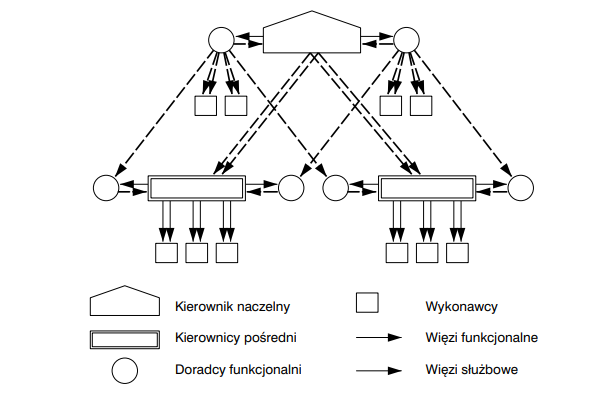 Kierownik naczelny
Wykonawcy
Kierownicy pośredni
Więzi funkcjonalne
Doradcy funkcjonalni
Więzi służbowe